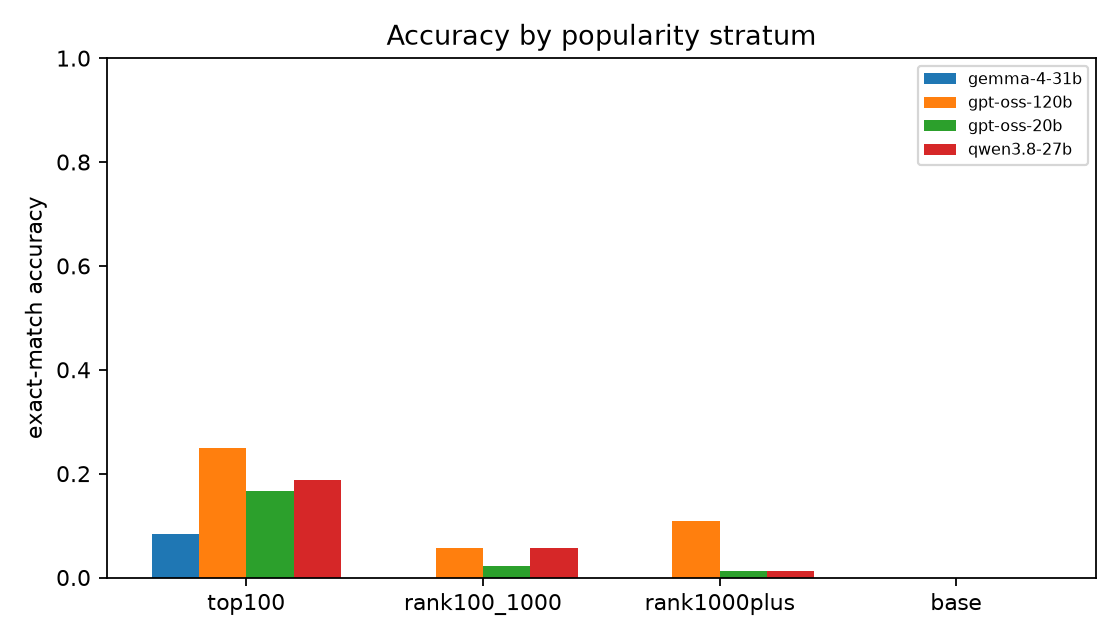 Accuracy by popularity stratum
1.0
0.8
0.6
0.4
0.2
0.0
exact-match accuracy
gemma-4-31b
gpt-oss-120b
gpt-oss-20b
qwen3.8-27b
top100
rank100_1000
rank1000plus
base